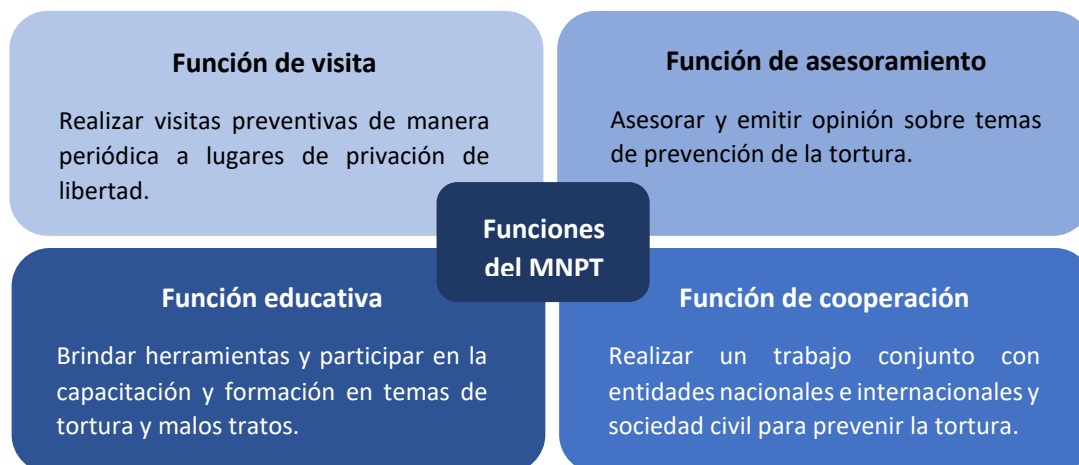 Función de visita
Realizar visitas preventivas de manera
periódica a lugares de privación de
libertad.
Función de asesoramiento
Asesorar y emitir opinión sobre temas
de prevención de la tortura.
Funciones
del MNPT
Función educativa
Brindar herramientas y participar en la
capacitación y formación en temas de
tortura y malos tratos.
Función de cooperación
Realizar un trabajo conjunto con
entidades nacionales e internacionales y
sociedad civil para prevenir la tortura.